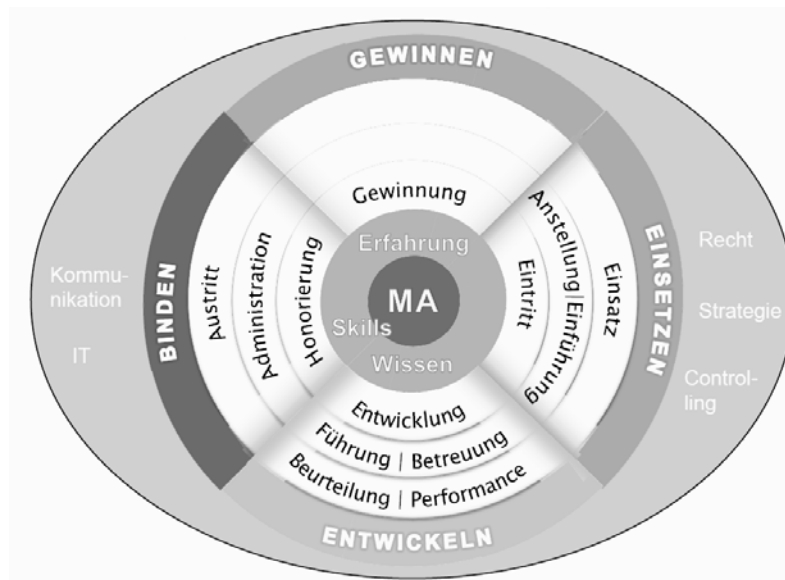 GEWINNEN
Gewinnung
Erfahrung
MA
Skills
Wissen
EINSETZEN
Eintritt
Anstellung|Einführung
Einsatz
Recht
Strategie
Control-
ling
Entwicklung
Führung | Betreuung
Beurteilung | Performance
ENTWICKELN
BINDEN
Austritt
Administration
Honorierung
Kommu-
nikation
IT